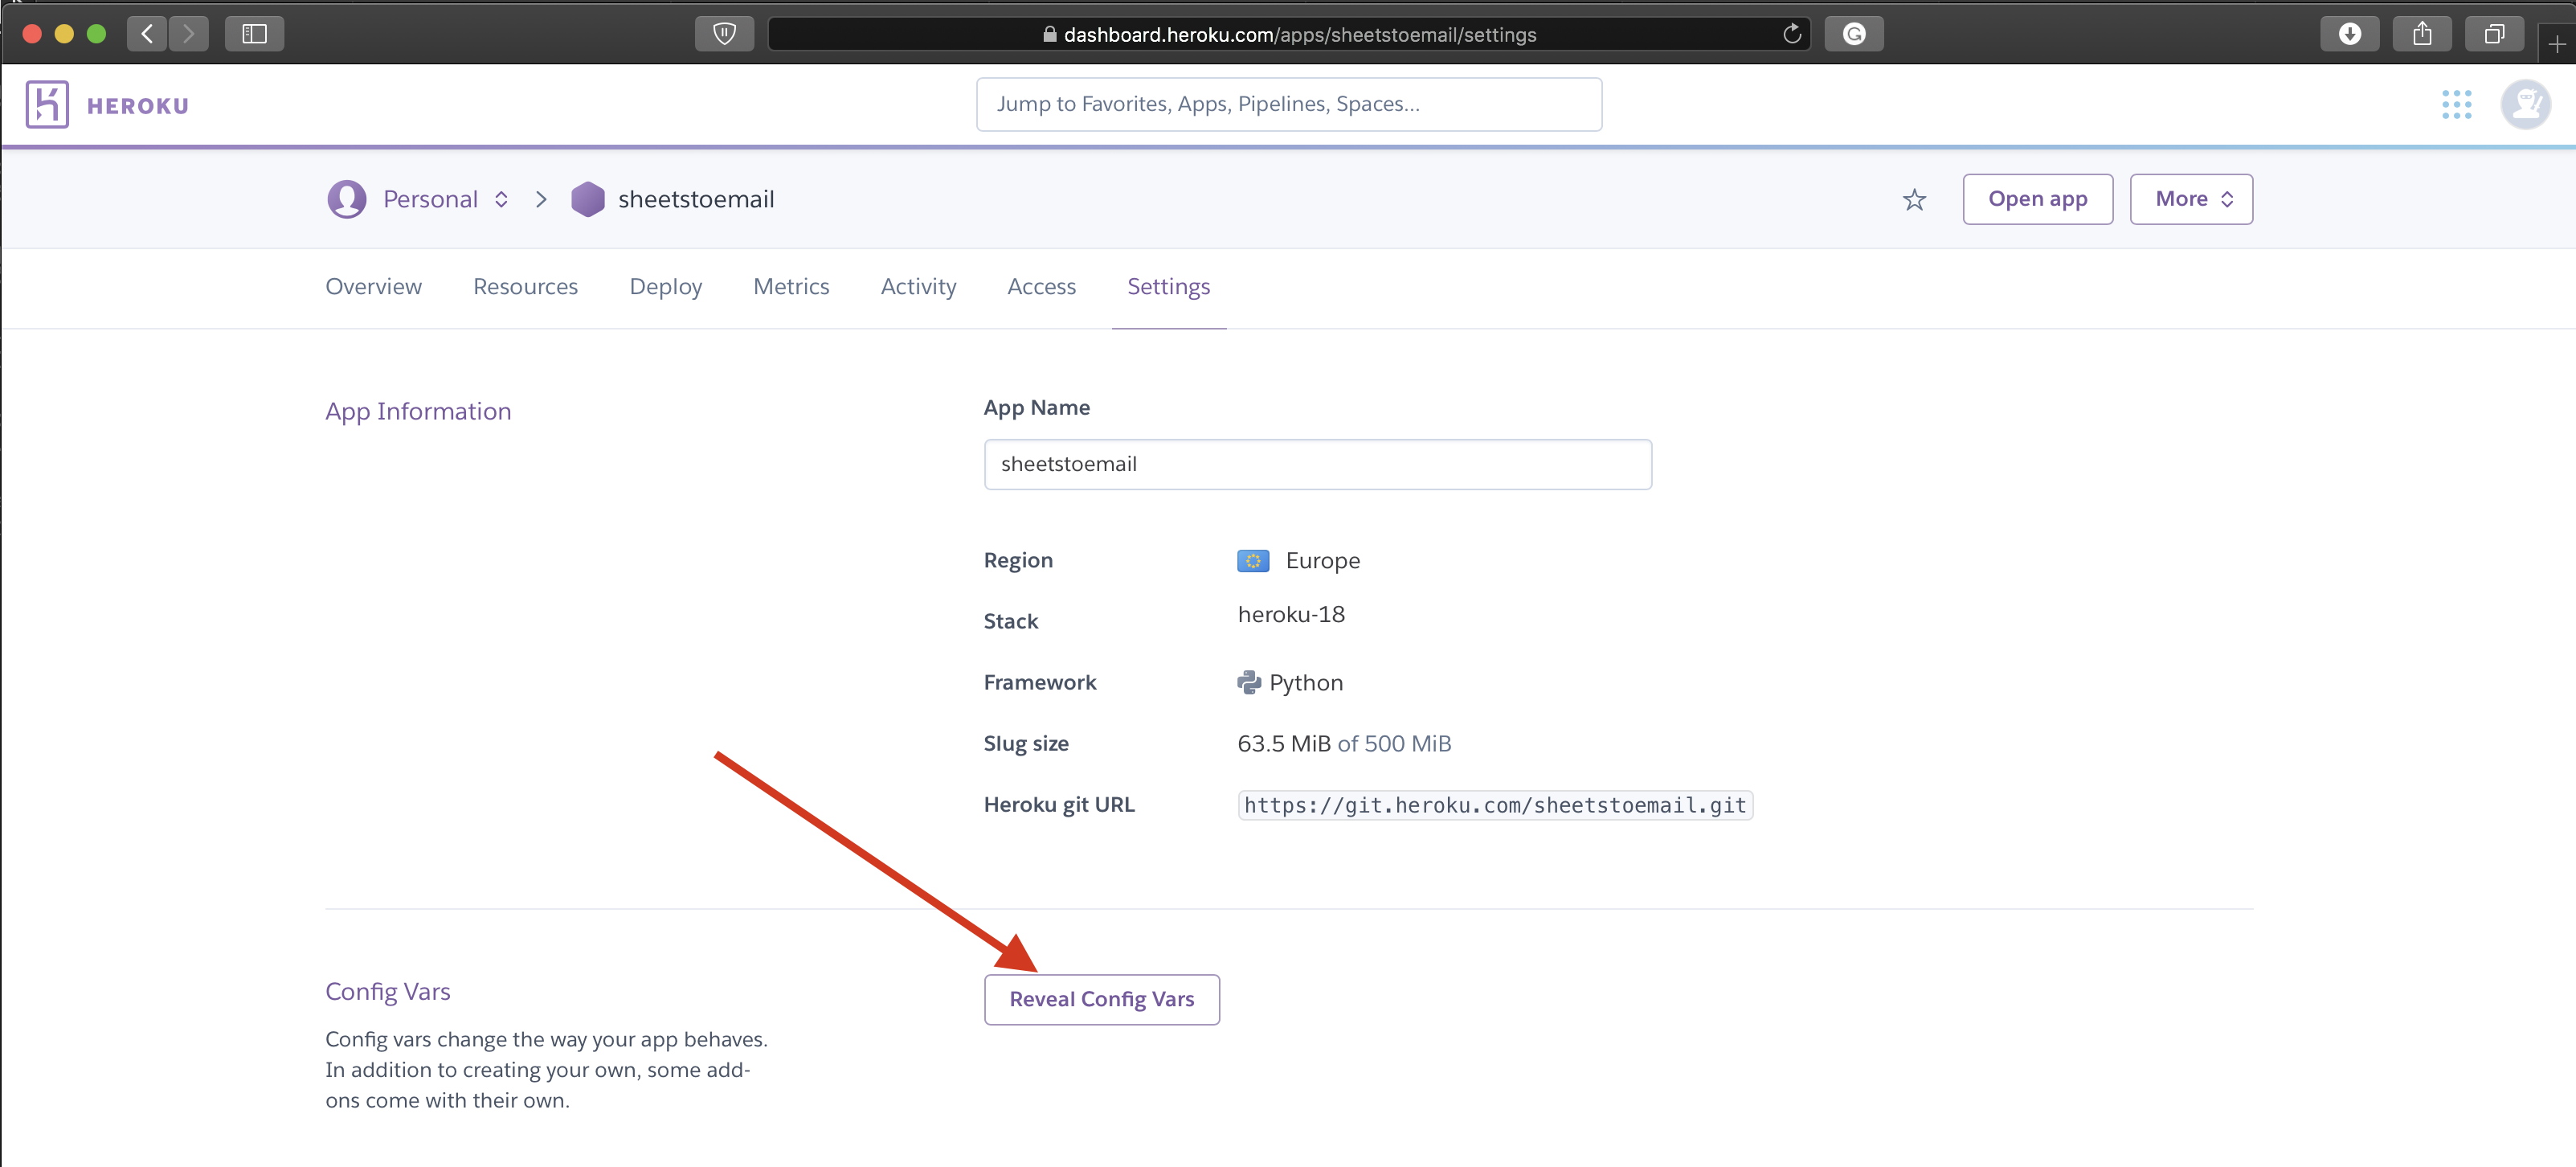 dashboard.heroku.com/apps/sheetstoemail/settings
HEROKU
Jump to Favorites, Apps, Pipelines, Spaces...
Personal
sheetstoemail
Open app
More
Overview
Resources
Deploy
Metrics
Activity
Access
Settings
App Information
App Name
sheetstoemail
Region
Europe
Stack
heroku-18
Framework
Python
Slug size
63.5 MiB of 500 MiB
Heroku git URL
https://git.heroku.com/sheetstoemail.git
Config Vars
Config vars change the way your app behaves.
In addition to creating your own, some add-
ons come with their own.
Reveal Config Vars